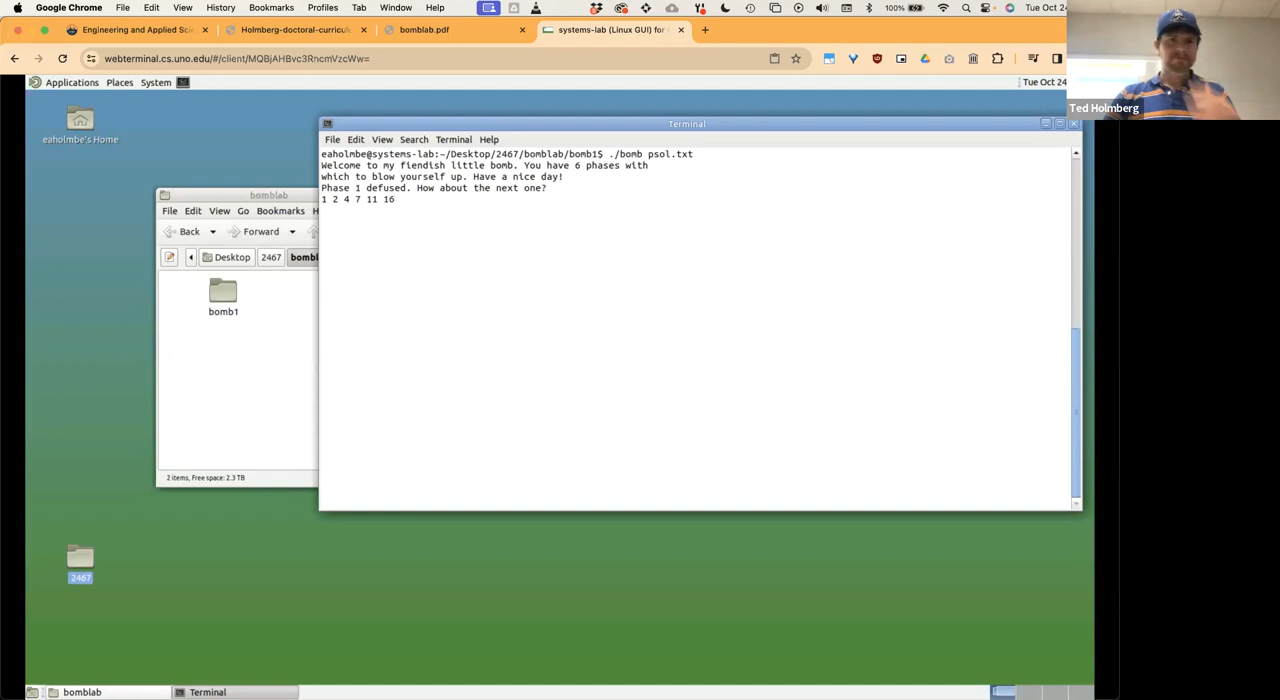 Google Chrome File Edit View History Bookmarks Profiles Tab Window Help 100% Tue Oct 24
Engineering and Applied Sci Holmberg-doctoral-curricul bomblab.pdf systems-lab (Linux GUI) for
webterminal.cs.uno.edu/#/client/MQBjAHBvc3RncmVzcWw=
Ted Holmberg
Applications Places System Tue Oct 24
eaholmbe's Home
Terminal
File Edit View Search Terminal Help
eaholmbe@systems-lab:~/Desktop/2467/bomblab/bomb1$ ./bomb psol.txt
Welcome to my fiendish little bomb. You have 6 phases with
which to blow yourself up. Have a nice day!
Phase 1 defused. How about the next one?
1 2 4 7 11 16
bomblab
File Edit View Go Bookmarks H
Back Forward
Desktop 2467 bombl
bomb1
2 items, Free space: 2.3 TB
2467
bomblab Terminal